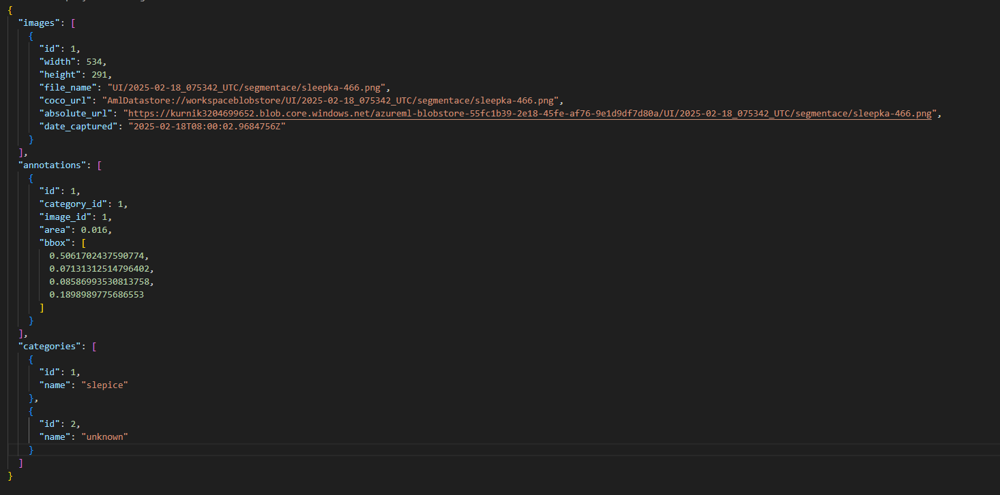 {
"images": [
{
"id": 1,
"width": 534,
"height": 291,
"file_name": "UI/2025-02-18_075342_UTC/segmentace/sleepka-466.png",
"coco_url": "AmlDatastore://workspaceblobstore/UI/2025-02-18_075342_UTC/segmentace/sleepka-466.png",
"absolute_url": "https://kurnik3204699652.blob.core.windows.net/azureml-blobstore-55fc1b39-2e18-45fe-af76-9e1d9df7d80a/UI/2025-02-18_075342_UTC/segmentace/sleepka-466.png",
"date_captured": "2025-02-18T08:00:02.9684756Z"
}
],
"annotations": [
{
"id": 1,
"category_id": 1,
"image_id": 1,
"area": 0.016,
"bbox": [
0.5061702437590774,
0.07131312514796402,
0.08586993530813758,
0.1898989775686553
]
}
],
"categories": [
{
"id": 1,
"name": "slepice"
},
{
"id": 2,
"name": "unknown"
}
]
}